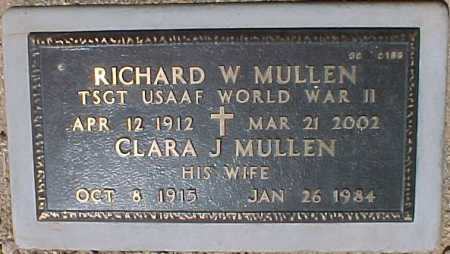 RICHARD W MULLEN
TSGT USAAF WORLD WAR II
APR 12 1912 MAR 21 2002
CLARA J MULLEN
HIS WIFE
OCT 8 1915 JAN 26 1984